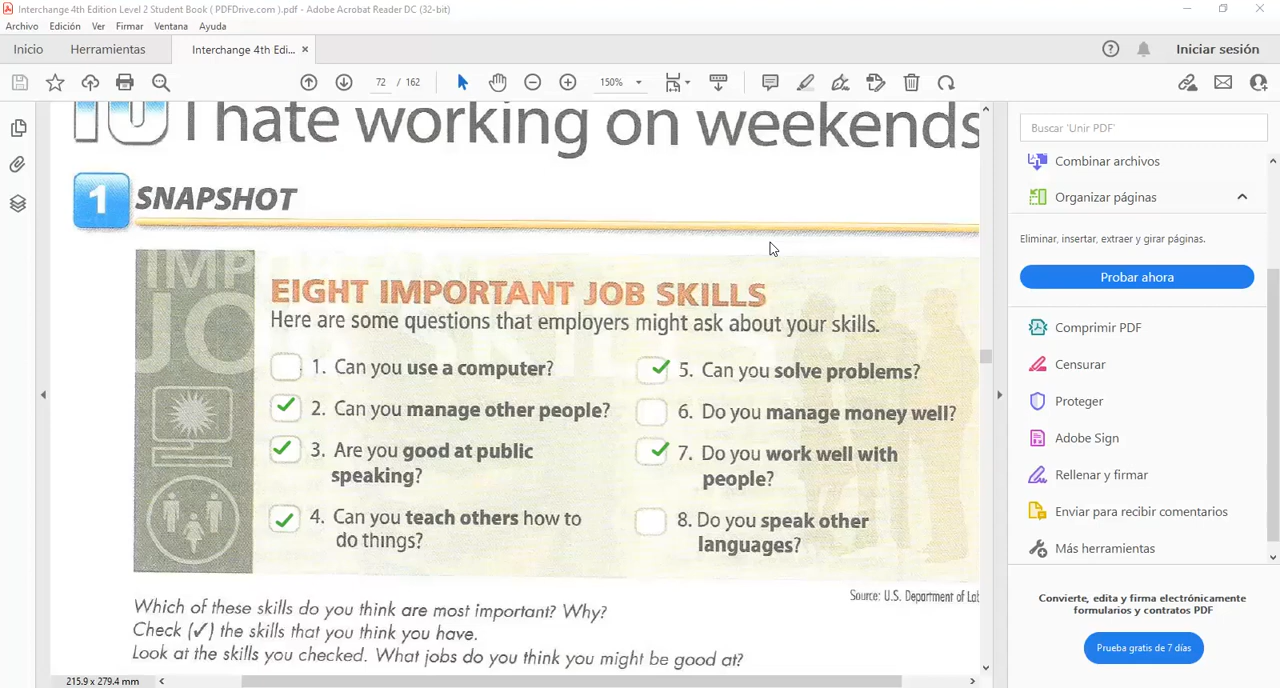 Interchange 4th Edition Level 2 Student Book ( PDFDrive.com ).pdf - Adobe Acrobat Reader DC (32-bit)
Archivo Edición Ver Firmar Ventana Ayuda
Inicio Herramientas Interchange 4th Edi... × Iniciar sesión
72 / 162 150%
10 I hate working on weekends
1 SNAPSHOT
EIGHT IMPORTANT JOB SKILLS
Here are some questions that employers might ask about your skills.
1. Can you use a computer?
✓ 2. Can you manage other people?
✓ 3. Are you good at public
speaking?
✓ 4. Can you teach others how to
do things?
✓ 5. Can you solve problems?
6. Do you manage money well?
✓ 7. Do you work well with
people?
8. Do you speak other
languages?
Source: U.S. Department of Lab
Which of these skills do you think are most important? Why?
Check (✓) the skills that you think you have.
Look at the skills you checked. What jobs do you think you might be good at?
215.9 x 279.4 mm
Buscar 'Unir PDF'
Combinar archivos
Organizar páginas
Eliminar, insertar, extraer y girar páginas.
Probar ahora
Comprimir PDF
Censurar
Proteger
Adobe Sign
Rellenar y firmar
Enviar para recibir comentarios
Más herramientas
Convierte, edita y firma electrónicamente
formularios y contratos PDF
Prueba gratis de 7 días